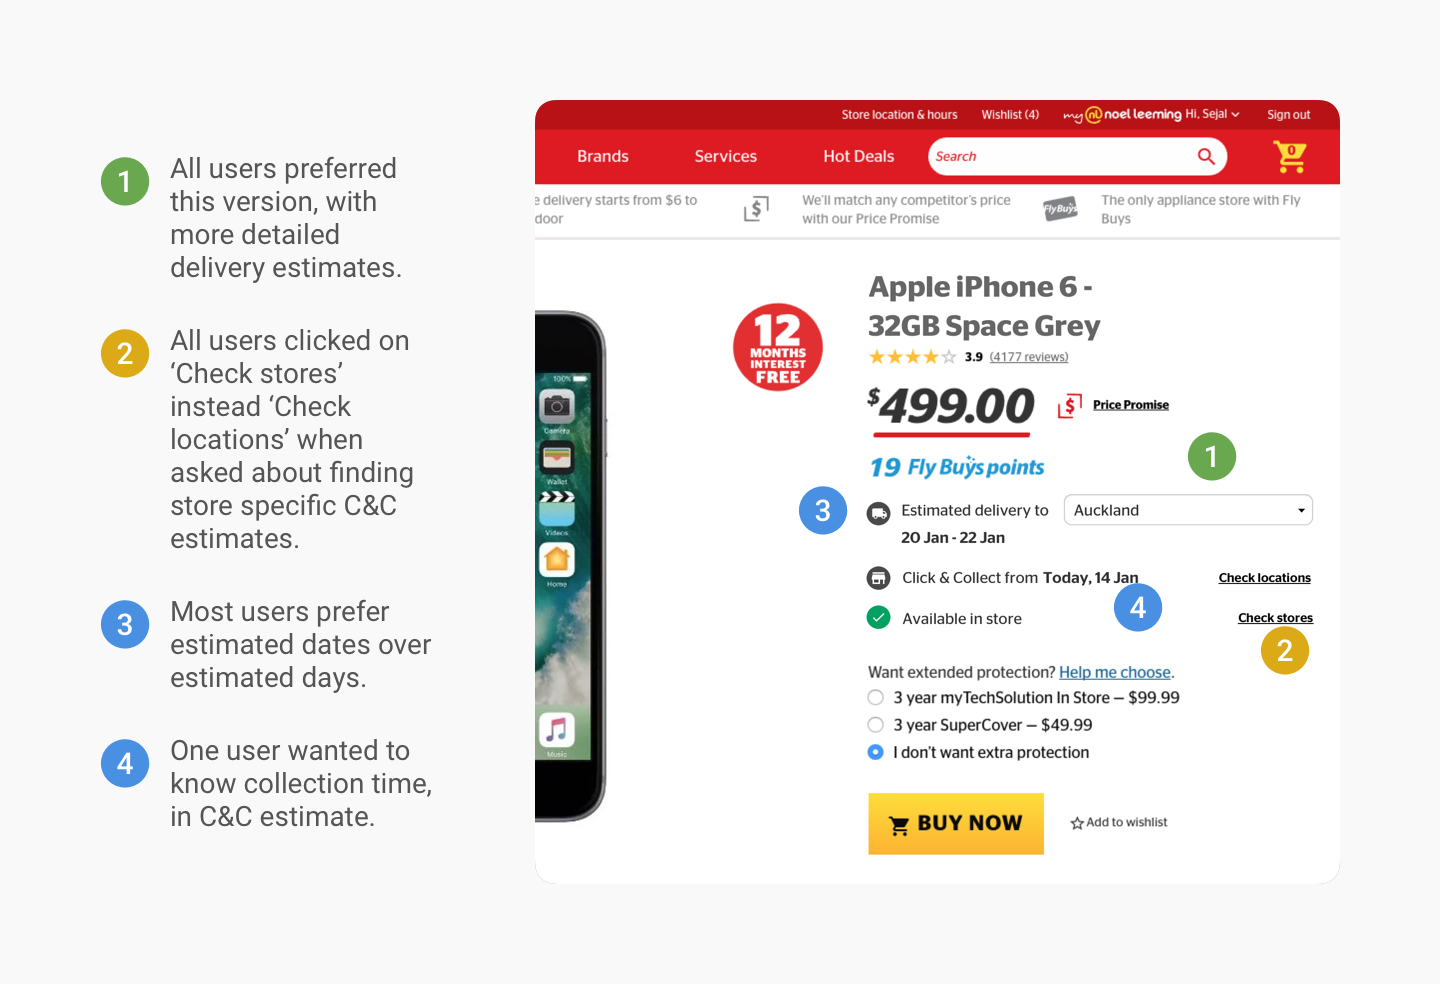 1
All users preferred
this version, with
more detailed
delivery estimates.
2
All users clicked on
‘Check stores’
instead ‘Check
locations’ when
asked about finding
store specific C&C
estimates.
3
Most users prefer
estimated dates over
estimated days.
4
One user wanted to
know collection time,
in C&C estimate.
Store location & hours Wishlist (4) my nl noel leeming Hi, Sejal Sign out
Brands Services Hot Deals Search 0
e delivery starts from $6 to
door
$
We'll match any competitor's price
with our Price Promise
Fly Buys
The only appliance store with Fly
Buys
12
MONTHS
INTEREST
FREE
100%
Camera
Wallet
Videos
Home
Music
Apple iPhone 6 -
32GB Space Grey
3.9 (4177 reviews)
$499.00 $ Price Promise
1
19 Fly Buys points
3 Estimated delivery to Auckland
20 Jan - 22 Jan
Click & Collect from Today, 14 Jan Check locations
4
Available in store Check stores
2
Want extended protection? Help me choose.
3 year myTechSolution In Store – $99.99
3 year SuperCover – $49.99
I don't want extra protection
BUY NOW Add to wishlist